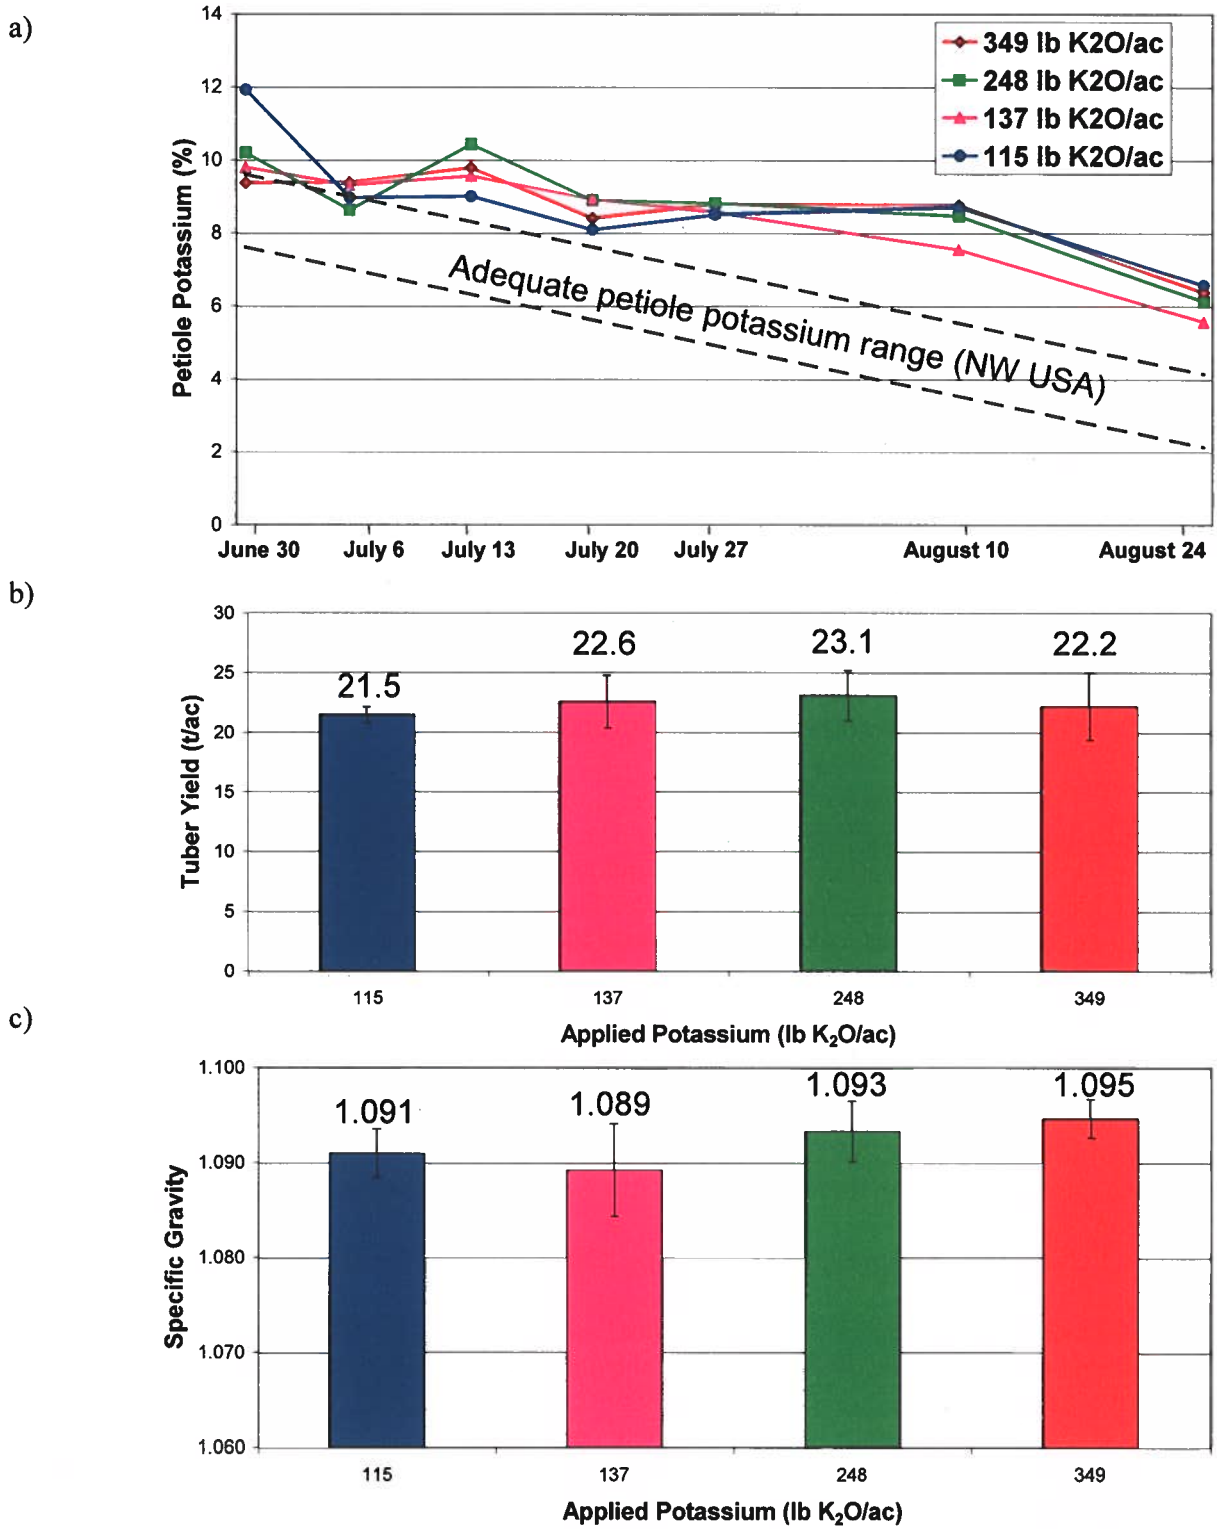 a)
14
12
10
8
6
4
2
0
Petiole Potassium (%)
349 lb K2O/ac
248 lb K2O/ac
137 lb K2O/ac
115 lb K2O/ac
Adequate petiole potassium range (NW USA)
June 30 July 6 July 13 July 20 July 27 August 10 August 24
b)
30
25
20
15
10
5
0
Tuber Yield (t/ac)
21.5 22.6 23.1 22.2
115 137 248 349
Applied Potassium (lb K₂O/ac)
c)
1.100
1.090
1.080
1.070
1.060
Specific Gravity
1.091 1.089 1.093 1.095
115 137 248 349
Applied Potassium (lb K₂O/ac)